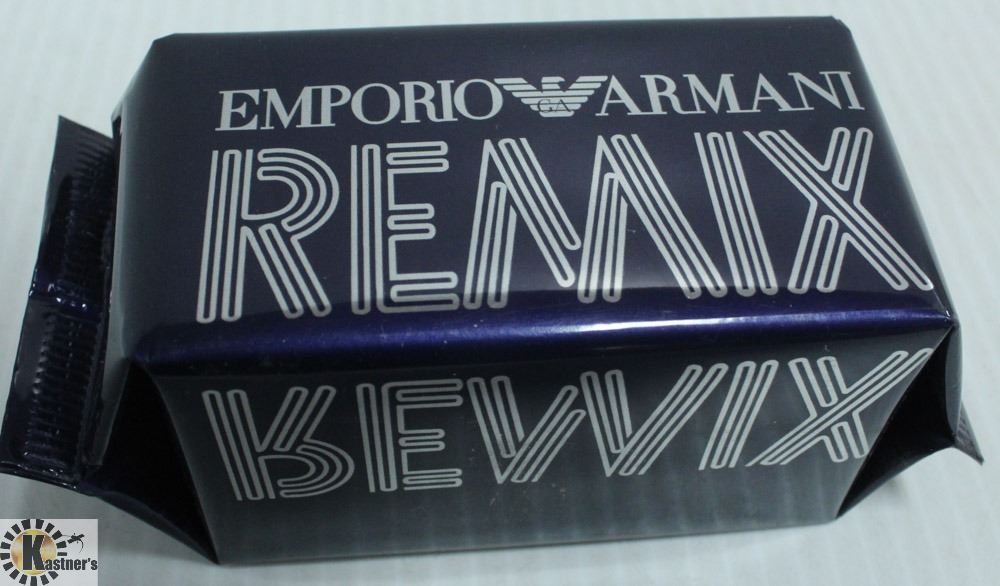 EMPORIO GA ARMANI
REMIX
REMIX
Kastner's